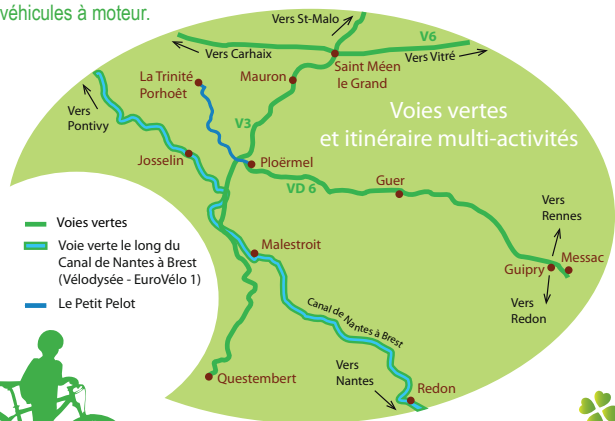 véhicules à moteur.
Vers St-Malo
V6
Vers Carhaix
Vers Vitré
Saint Méen
le Grand
La Trinité
Porhoët
Mauron
Vers
Pontivy
Voies vertes
et itinéraire multi-activités
V3
Josselin
Ploërmel
VD 6
Guer
Vers
Rennes
Voies vertes
Voie verte le long du
Canal de Nantes à Brest
(Vélodysée - EuroVélo 1)
Le Petit Pelot
Malestroit
Guipry
Messac
Vers
Redon
Canal de Nantes à Brest
Questembert
Vers
Nantes
Redon